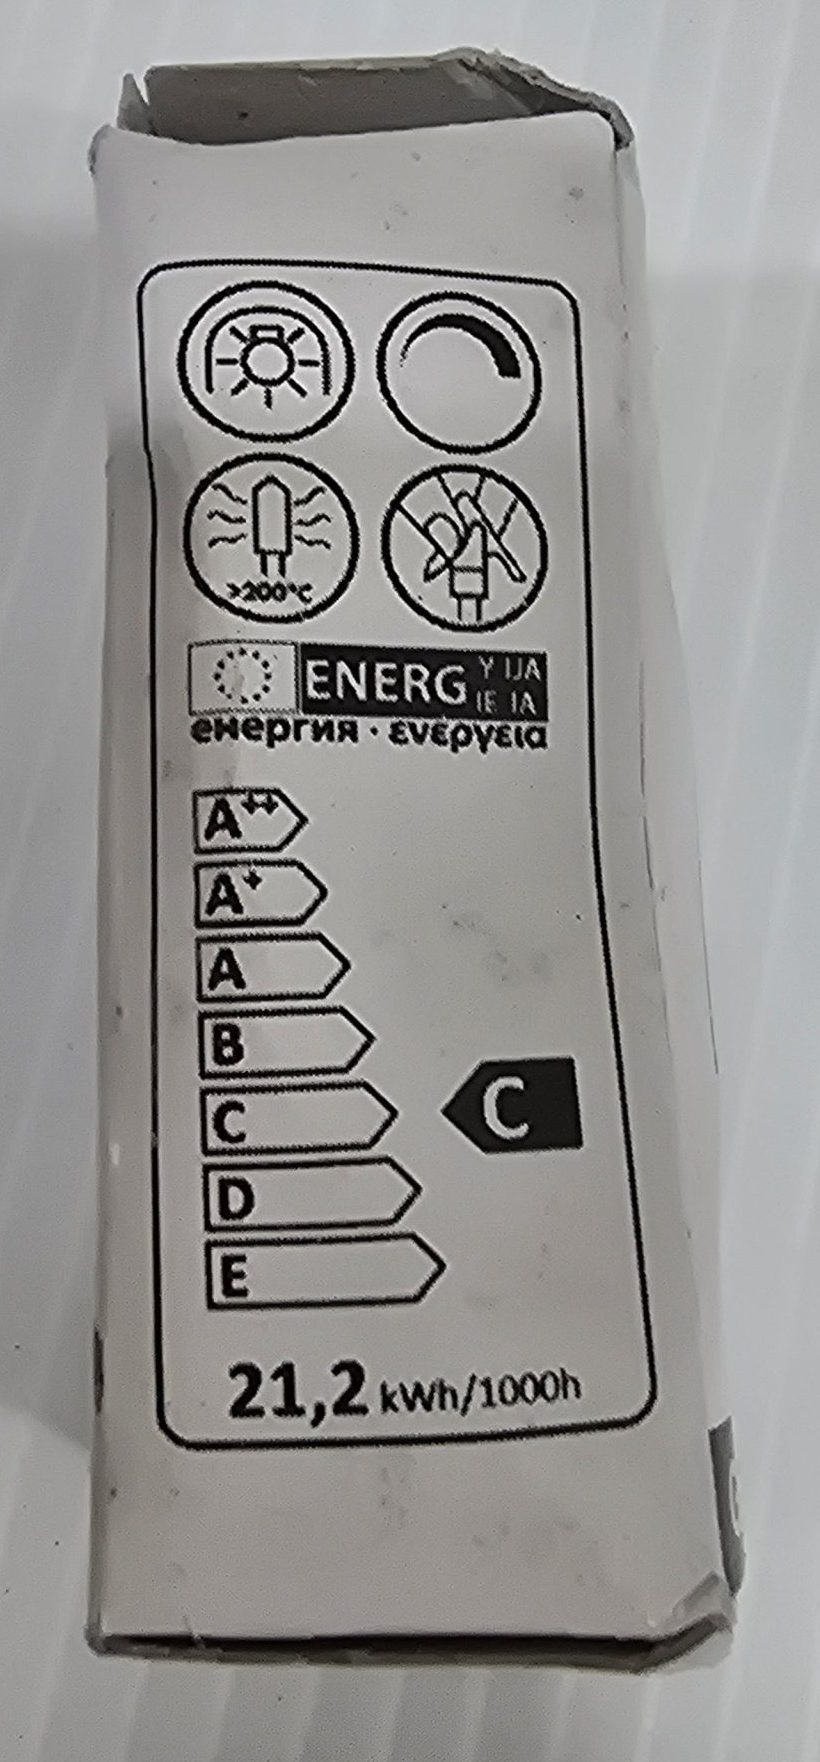 >200°C
ENERG Y IJA
IE IA
енергия · ενεργεια
A++
A+
A
B
C
C
D
E
21,2 kWh/1000h